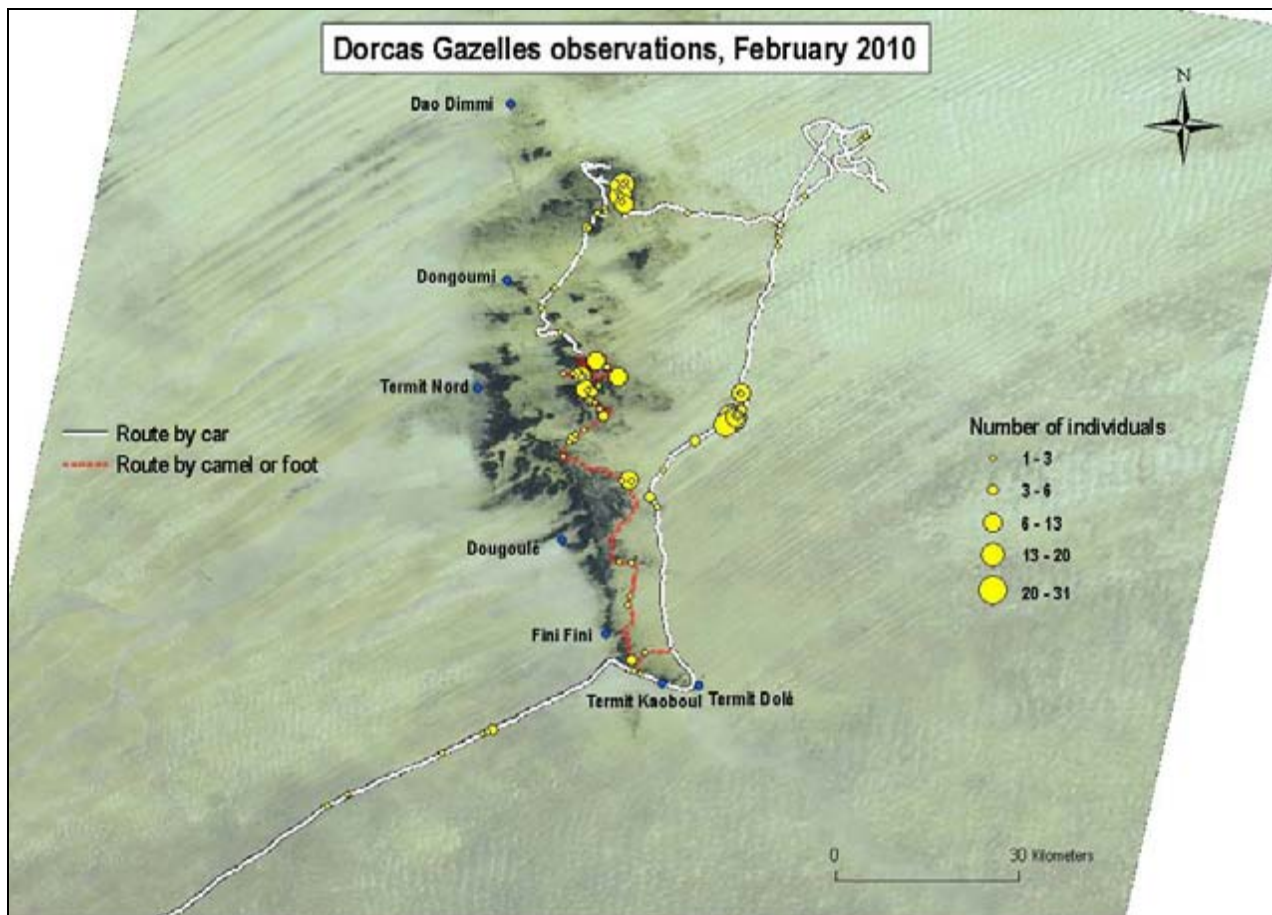 Dorcas Gazelles observations, February 2010
N
Dao Dimmi
Dongoumi
Termit Nord
Route by car
Route by camel or foot
Number of individuals
1 - 3
3 - 6
6 - 13
13 - 20
20 - 31
Dougoulé
Fini Fini
Termit Kaoboul
Termit Dolé
0 30 Kilometers